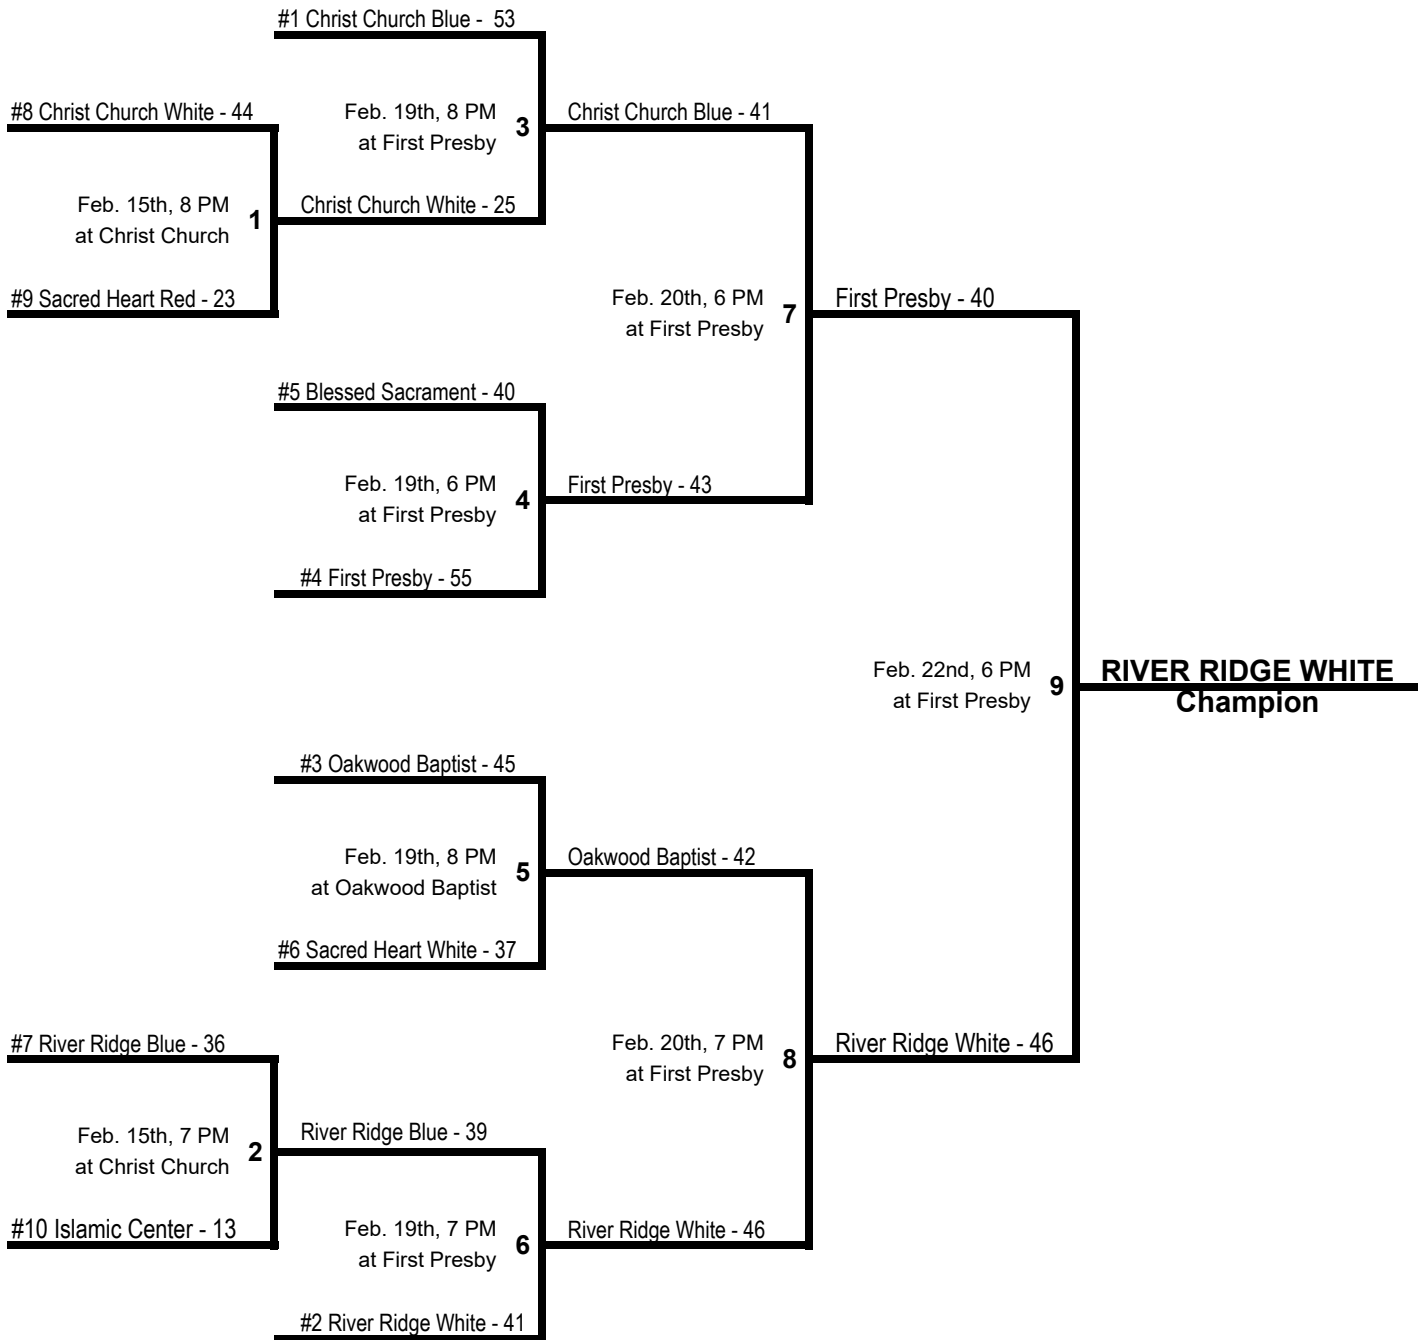 #1 Christ Church Blue - 53
#8 Christ Church White - 44
Feb. 19th, 8 PM
at First Presby
3
Christ Church Blue - 41
Feb. 15th, 8 PM
at Christ Church
1
Christ Church White - 25
#9 Sacred Heart Red - 23
Feb. 20th, 6 PM
at First Presby
7
First Presby - 40
#5 Blessed Sacrament - 40
Feb. 19th, 6 PM
at First Presby
4
First Presby - 43
#4 First Presby - 55
Feb. 22nd, 6 PM
at First Presby
9
RIVER RIDGE WHITE
Champion
#3 Oakwood Baptist - 45
Feb. 19th, 8 PM
at Oakwood Baptist
5
Oakwood Baptist - 42
#6 Sacred Heart White - 37
#7 River Ridge Blue - 36
Feb. 20th, 7 PM
at First Presby
8
River Ridge White - 46
Feb. 15th, 7 PM
at Christ Church
2
River Ridge Blue - 39
#10 Islamic Center - 13
Feb. 19th, 7 PM
at First Presby
6
River Ridge White - 46
#2 River Ridge White - 41